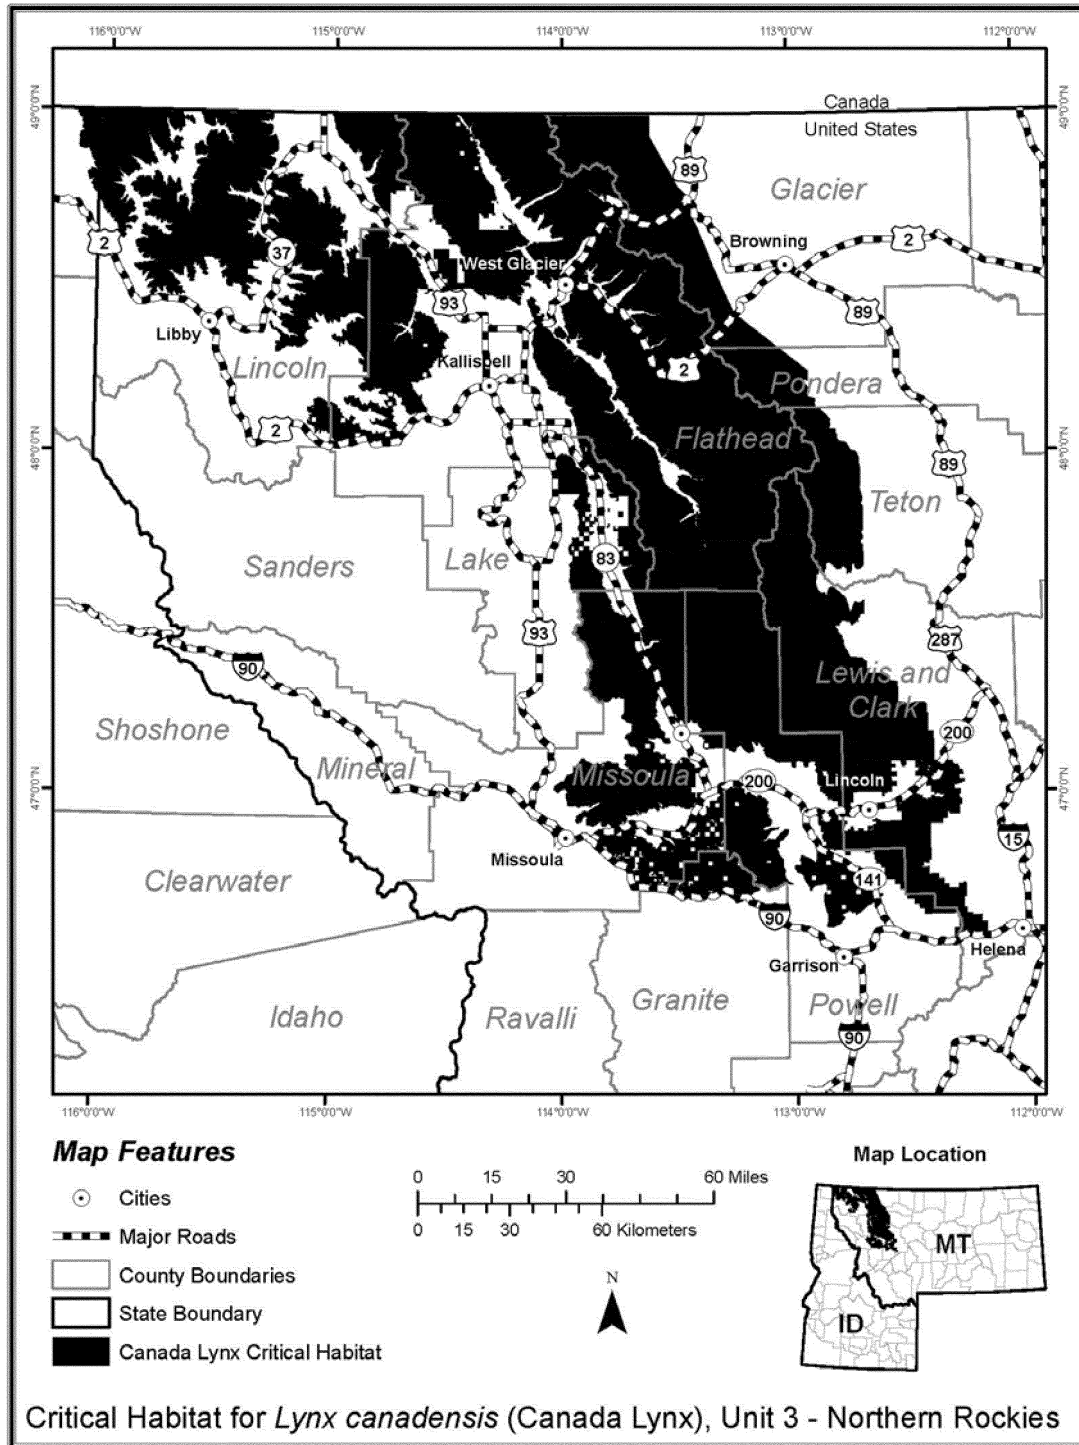 116°0'0"W 115°0'0"W 114°0'0"W 113°0'0"W 112°0'0"W
49°0'0"N 49°0'0"N
Canada
United States
89
Glacier
Browning
2
2
37
West Glacier
93
89
Libby
Kalispell
Lincoln
2
Pondera
2
Flathead
48°0'0"N 48°0'0"N
89
Teton
Sanders
Lake
83
93
287
90
Lewis and
Clark
Shoshone
200
Mineral
Missoula
200
Lincoln
47°0'0"N 47°0'0"N
15
Missoula
Clearwater
141
90
Helena
Garrison
Idaho
Ravalli
Granite
Powell
90
116°0'0"W 115°0'0"W 114°0'0"W 113°0'0"W 112°0'0"W
Map Features
Cities
Major Roads
County Boundaries
State Boundary
Canada Lynx Critical Habitat
0 15 30 60 Miles
0 15 30 60 Kilometers
N
Map Location
MT
ID
Critical Habitat for Lynx canadensis (Canada Lynx), Unit 3 - Northern Rockies